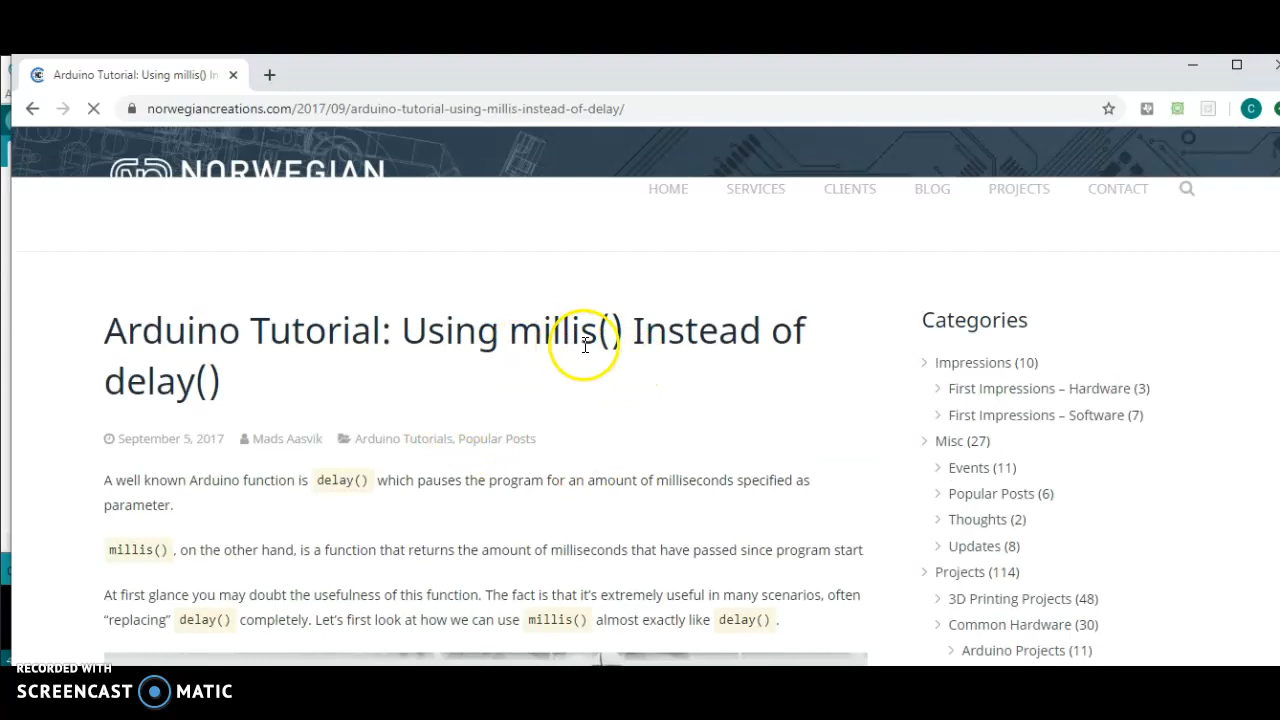 Arduino Tutorial: Using millis() In
norwegiancreations.com/2017/09/arduino-tutorial-using-millis-instead-of-delay/
C
NORWEGIAN
HOME SERVICES CLIENTS BLOG PROJECTS CONTACT
Arduino Tutorial: Using millis() Instead of
delay()
September 5, 2017 Mads Aasvik Arduino Tutorials, Popular Posts
A well known Arduino function is delay() which pauses the program for an amount of milliseconds specified as
parameter.
millis() , on the other hand, is a function that returns the amount of milliseconds that have passed since program start
At first glance you may doubt the usefulness of this function. The fact is that it’s extremely useful in many scenarios, often
“replacing” delay() completely. Let’s first look at how we can use millis() almost exactly like delay() .
Categories
Impressions (10)
First Impressions – Hardware (3)
First Impressions – Software (7)
Misc (27)
Events (11)
Popular Posts (6)
Thoughts (2)
Updates (8)
Projects (114)
3D Printing Projects (48)
Common Hardware (30)
Arduino Projects (11)
RECORDED WITH
SCREENCAST MATIC